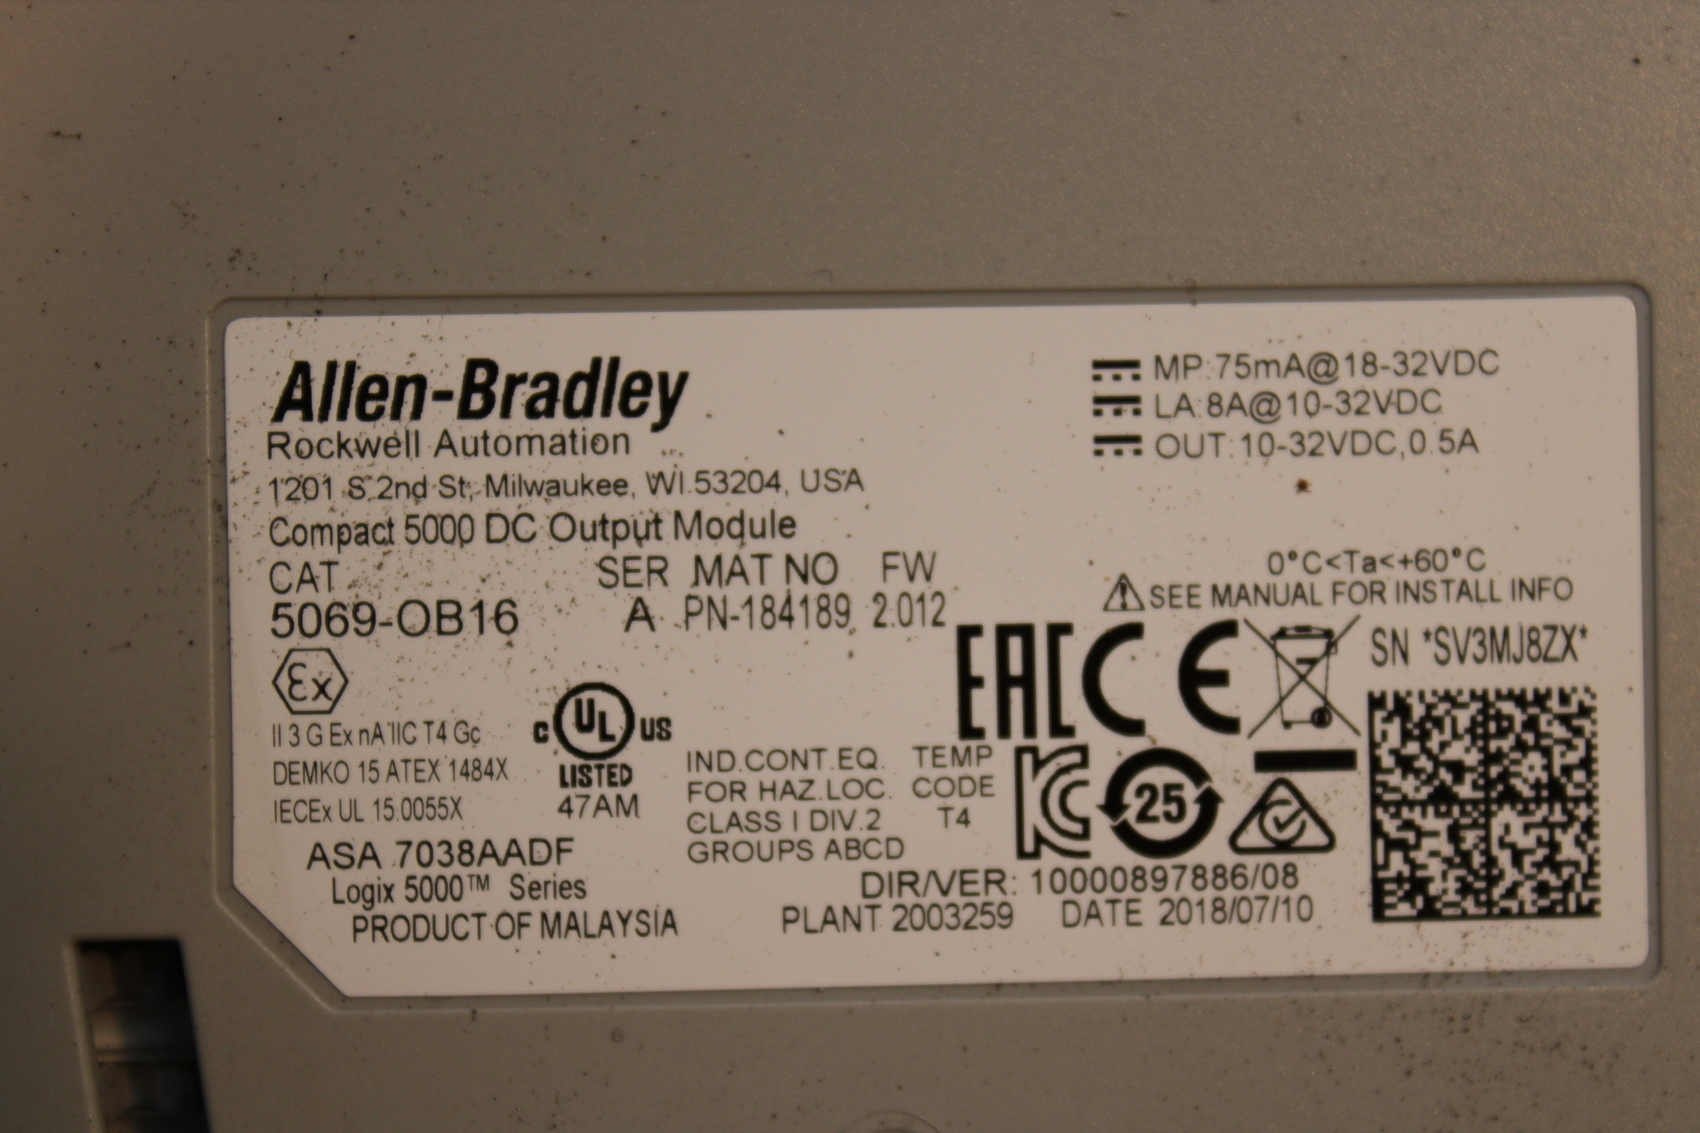 Allen-Bradley
Rockwell Automation
1201 S. 2nd St, Milwaukee, WI 53204, USA
Compact 5000 DC Output Module
CAT SER MAT NO FW
5069-OB16 A PN-184189 2.012
MP:75mA@18-32VDC
LA:8A@10-32VDC
OUT:10-32VDC,0.5A
0°C<Ta<+60°C
SEE MANUAL FOR INSTALL INFO
SN *SV3MJ8ZX*
Ex
II 3 G Ex nA IIC T4 Gc
DEMKO 15 ATEX 1484X
IECEx UL 15.0055X
C UL US
LISTED
47AM
IND.CONT.EQ.
FOR HAZ.LOC.
CLASS I DIV.2
GROUPS ABCD
TEMP
CODE
T4
EAC CE
KC 25
ASA 7038AADF
Logix 5000™ Series
PRODUCT OF MALAYSIA
DIR/VER: 10000897886/08
PLANT 2003259 DATE 2018/07/10